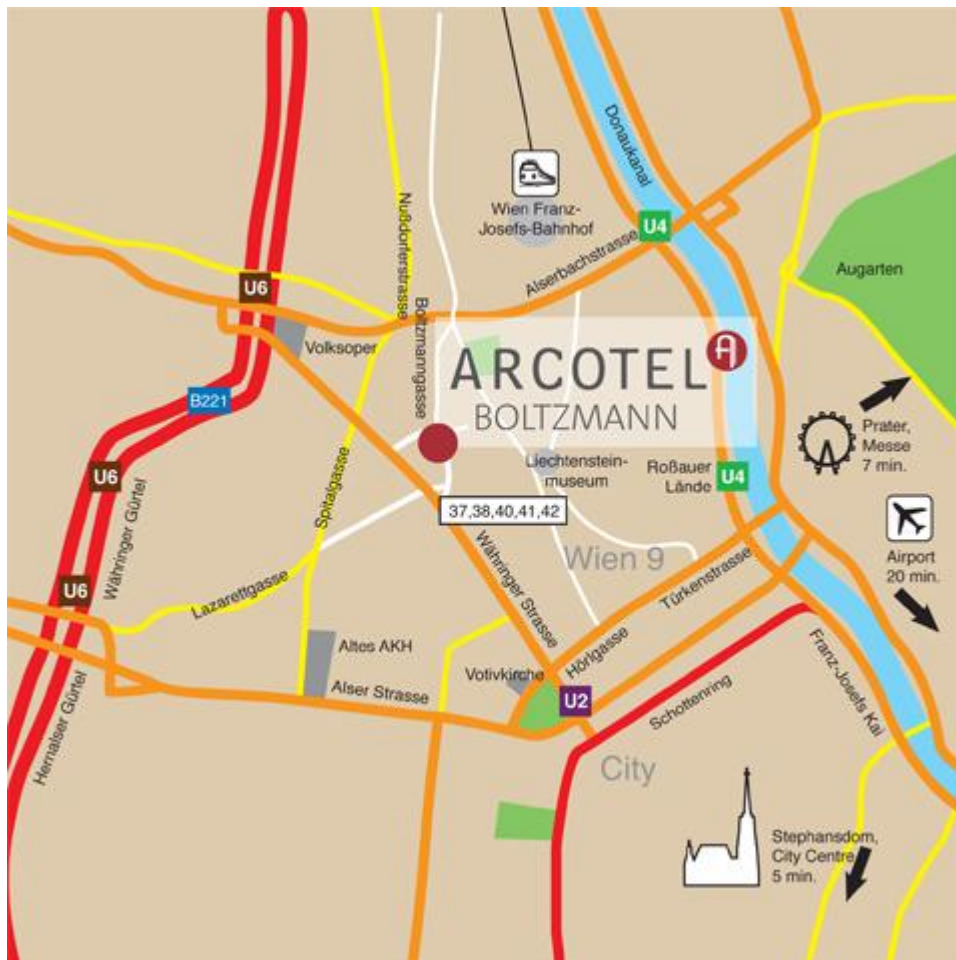 Donaukanal
Nußdorferstrasse
Wien Franz-
Josefs-Bahnhof
U4
Alserbachstrasse
Augarten
U6
Boltzmanngasse
Volksoper
ARCOTEL
BOLTZMANN
A
B221
Prater,
Messe
7 min.
U6
Liechtenstein-
museum
Roßauer
Lände
U4
Spitalgasse
Währinger Gürtel
37,38,40,41,42
Wien 9
Airport
20 min.
Währinger Strasse
Türkenstrasse
U6
Lazarettgasse
Altes AKH
Hörlgasse
Votivkirche
Alser Strasse
U2
Schottenring
Franz-Josefs Kai
Hernalser Gürtel
City
Stephansdom,
City Centre
5 min.